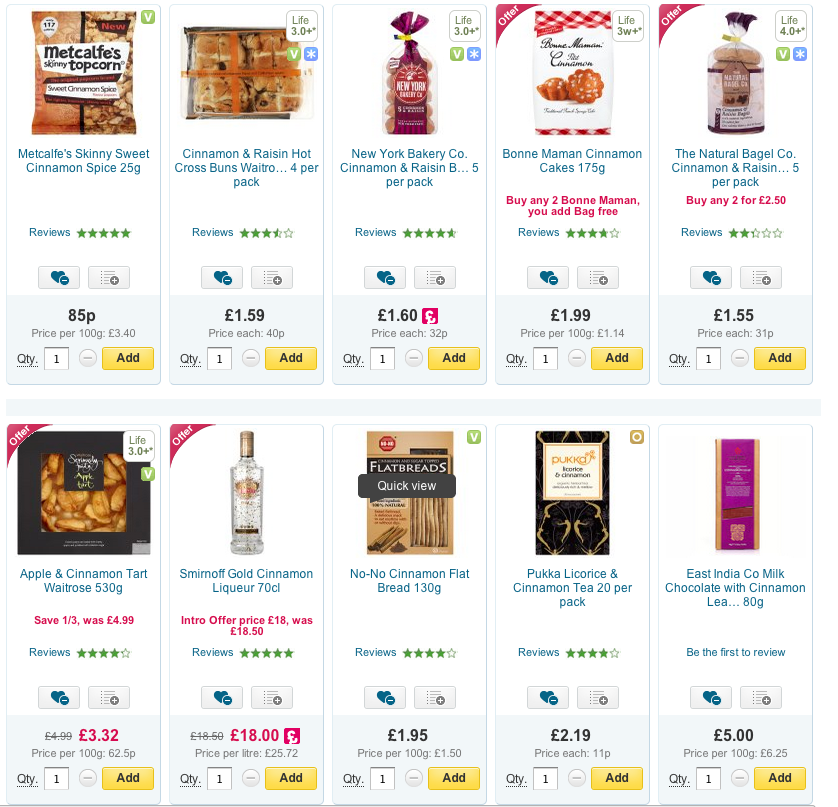 Offer
Offer
Life
3.0+*
Life
3.0+*
Life
3w+*
Life
4.0+*
V
V
V
V
only
117
calories
New
Metcalfe's
skinny topcorn
Sweet Cinnamon Spice
NEW YORK
BAKERY CO
Bonne Maman
Cinnamon
NATURAL
BAGEL CO
Metcalfe's Skinny Sweet
Cinnamon Spice 25g
Cinnamon & Raisin Hot
Cross Buns Waitro... 4 per
pack
New York Bakery Co.
Cinnamon & Raisin B... 5
per pack
Bonne Maman Cinnamon
Cakes 175g
The Natural Bagel Co.
Cinnamon & Raisin... 5
per pack
Buy any 2 Bonne Maman,
you add Bag free
Buy any 2 for £2.50
Reviews
Reviews
Reviews
Reviews
Reviews
85p
£1.59
£1.60 £
£1.99
£1.55
Price per 100g: £3.40
Price each: 40p
Price each: 32p
Price per 100g: £1.14
Price each: 31p
Qty. 1 Add
Qty. 1 Add
Qty. 1 Add
Qty. 1 Add
Qty. 1 Add
Offer
Offer
Life
3.0+*
V
V
O
Seriously
Apple
tart
NO-NO
FLATBREADS
100% NATURAL
Quick view
pukka
licorice
& cinnamon
Apple & Cinnamon Tart
Waitrose 530g
Smirnoff Gold Cinnamon
Liqueur 70cl
No-No Cinnamon Flat
Bread 130g
Pukka Licorice &
Cinnamon Tea 20 per
pack
East India Co Milk
Chocolate with Cinnamon
Lea... 80g
Save 1/3, was £4.99
Intro Offer price £18, was
£18.50
Reviews
Reviews
Reviews
Reviews
Be the first to review
£4.99 £3.32
£18.50 £18.00 £
£1.95
£2.19
£5.00
Price per 100g: 62.5p
Price per litre: £25.72
Price per 100g: £1.50
Price each: 11p
Price per 100g: £6.25
Qty. 1 Add
Qty. 1 Add
Qty. 1 Add
Qty. 1 Add
Qty. 1 Add